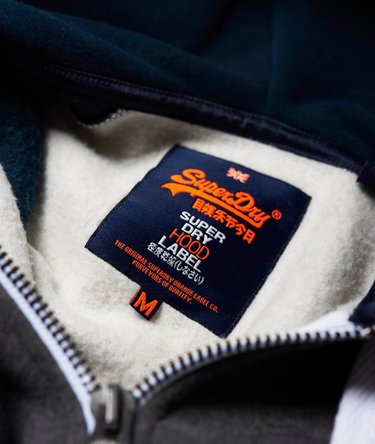 SuperDry®
SUPER
DRY
HOOD
LABEL
極度乾燥(しなさい)
THE ORIGINAL SUPERDRY ORANGE LABEL CO.
PURVEYORS OF QUALITY.
M